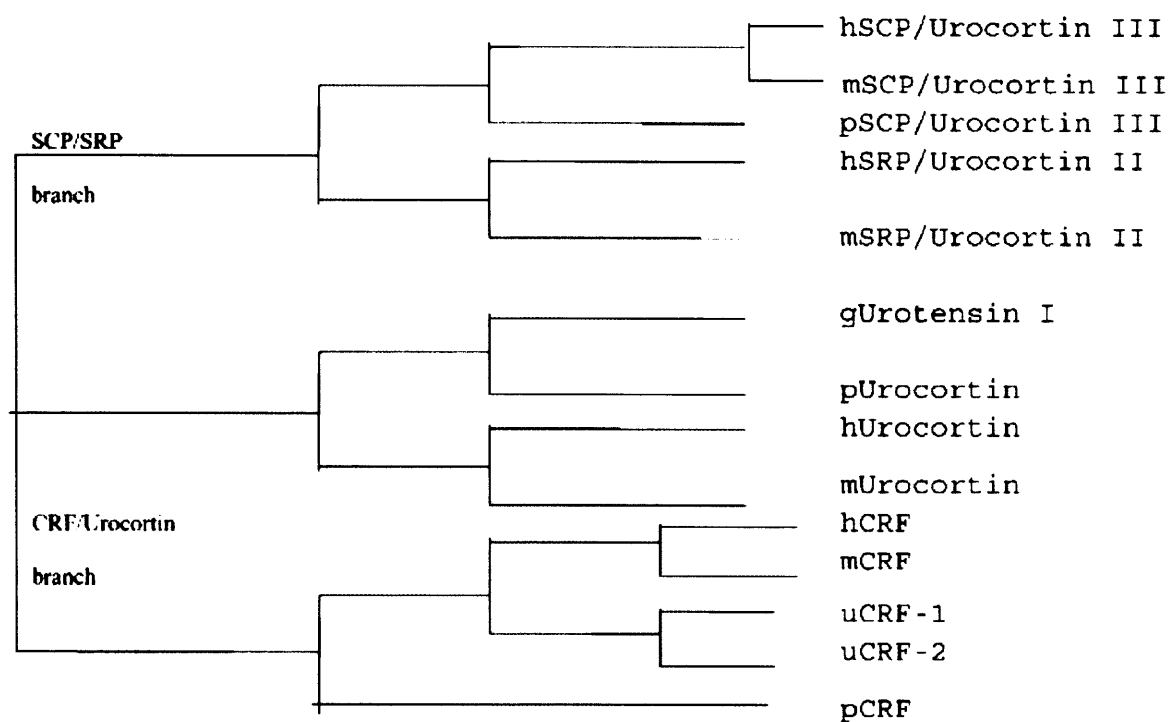 hSCP/Urocortin III
mSCP/Urocortin III
pSCP/Urocortin III
SCP/SRP
hSRP/Urocortin II
branch
mSRP/Urocortin II
gUrotensin I
pUrocortin
hUrocortin
mUrocortin
CRF/Urocortin
hCRF
mCRF
branch
uCRF-1
uCRF-2
pCRF